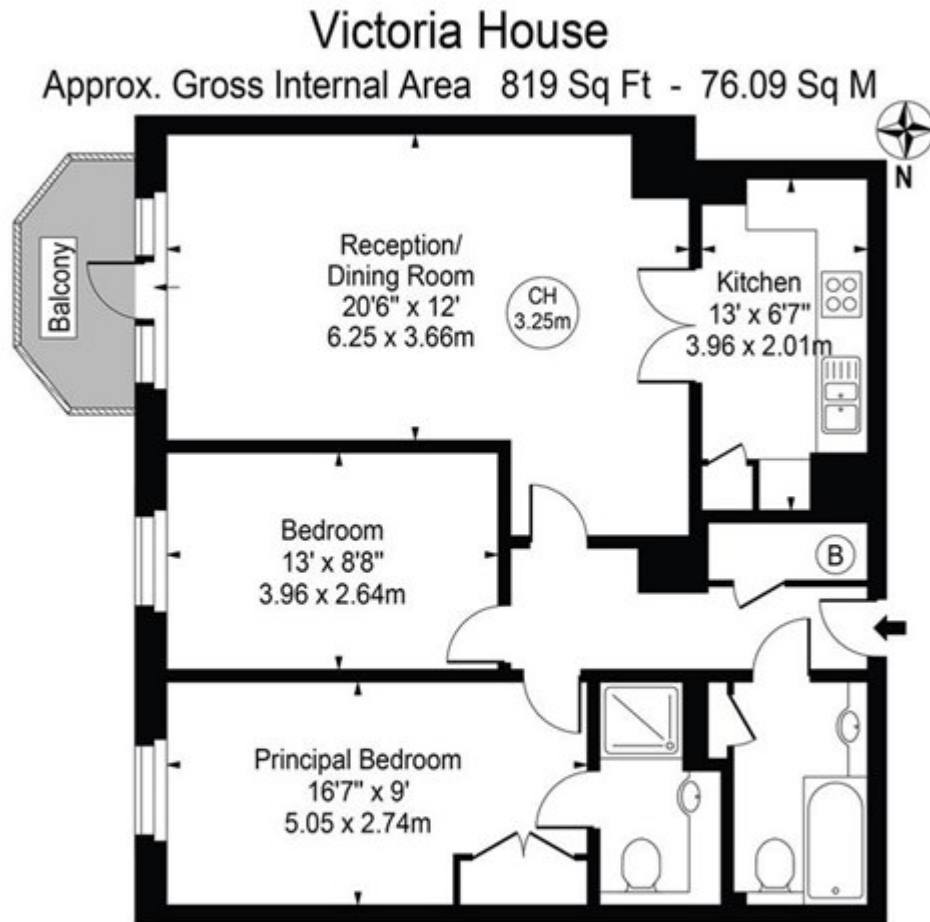 Victoria House
Approx. Gross Internal Area 819 Sq Ft - 76.09 Sq M
N
Balcony
Reception/
Dining Room
20'6" x 12'
6.25 x 3.66m
CH
3.25m
Kitchen
13' x 6'7"
3.96 x 2.01m
Bedroom
13' x 8'8"
3.96 x 2.64m
B
Principal Bedroom
16'7" x 9'
5.05 x 2.74m